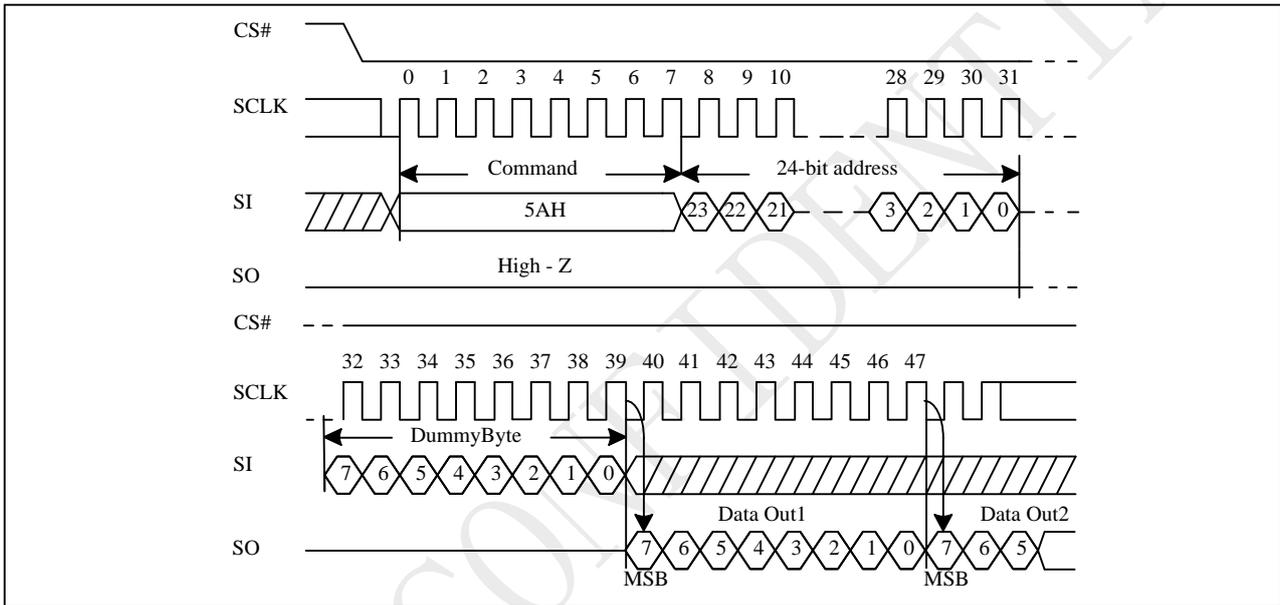 CS#
0 1 2 3 4 5 6 7 8 9 10 28 29 30 31
SCLK
Command 24-bit address
SI 5AH 23 22 21 3 2 1 0
High - Z
SO
CS#
32 33 34 35 36 37 38 39 40 41 42 43 44 45 46 47
SCLK
DummyByte
SI 7 6 5 4 3 2 1 0
Data Out1 Data Out2
SO 7 6 5 4 3 2 1 0 7 6 5
MSB MSB